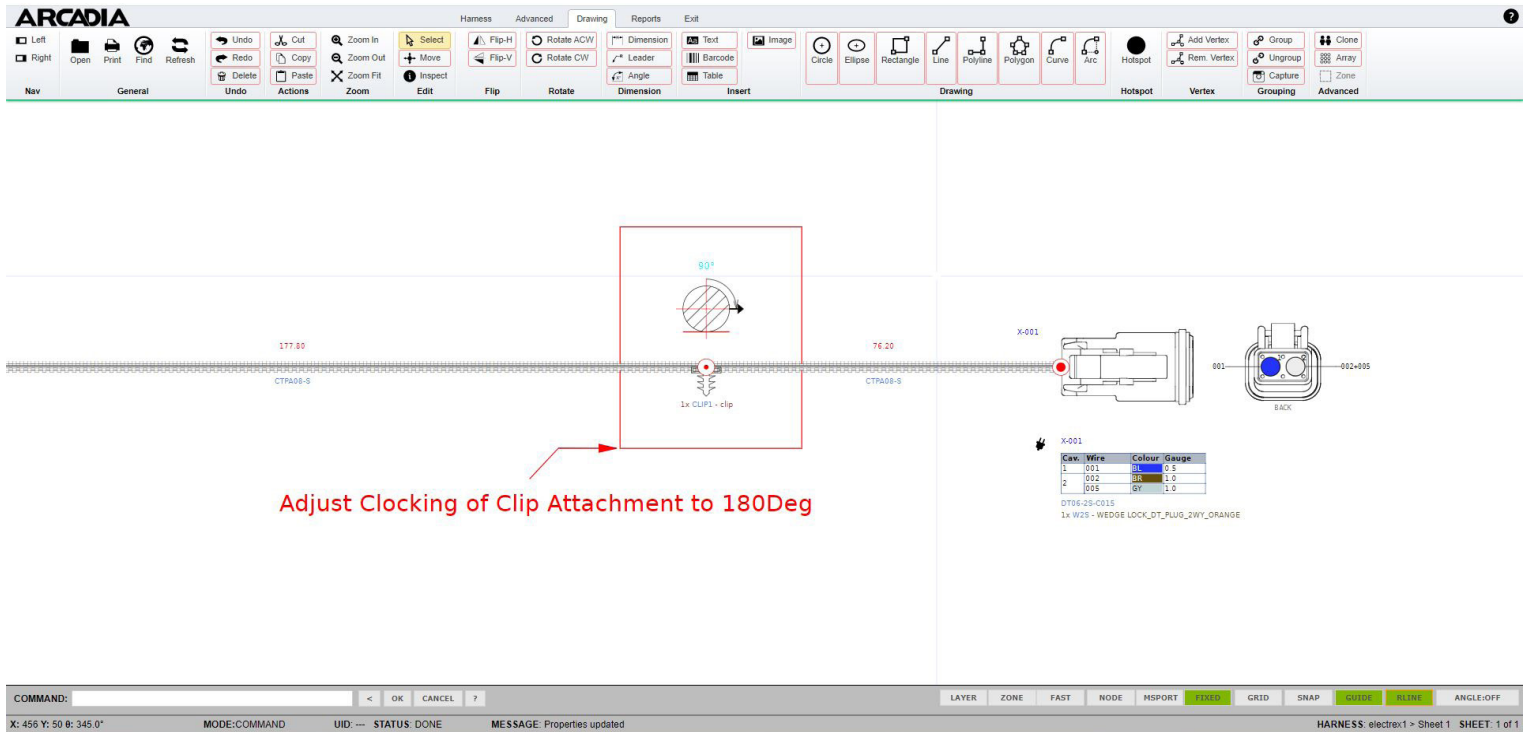 ARCADIA
Harness Advanced Drawing Reports Exit ?
Left Open Print Find Refresh Undo Cut Zoom In Select Flip-H Rotate ACW Dimension Text Image Circle Ellipse Rectangle Line Polyline Polygon Curve Arc Hotspot Add Vertex Group Clone
Right Redo Copy Zoom Out Move Flip-V Rotate CW Leader Barcode Rem. Vertex Ungroup Array
Delete Paste Zoom Fit Inspect Angle Table Capture Zone
Nav General Undo Actions Zoom Edit Flip Rotate Dimension Insert Drawing Hotspot Vertex Grouping Advanced
90°
X-001
177.80
76.20
001
002+005
CTPA08-S
CTPA08-S
1x CLIP1 - clip
BACK
X-001
Cav. Wire Colour Gauge
1 001 BL 0.5
2 002 BR 1.0
005 GY 1.0
DT06-2S-C015
1x W2S - WEDGE LOCK_DT_PLUG_2WY_ORANGE
Adjust Clocking of Clip Attachment to 180Deg
COMMAND: < OK CANCEL ? LAYER ZONE FAST NODE MSPORT FIXED GRID SNAP GUIDE RLINE ANGLE:OFF
X: 456 Y: 50 θ: 345.0° MODE:COMMAND UID: --- STATUS: DONE MESSAGE: Properties updated HARNESS: electrex1 > Sheet 1 SHEET: 1 of 1